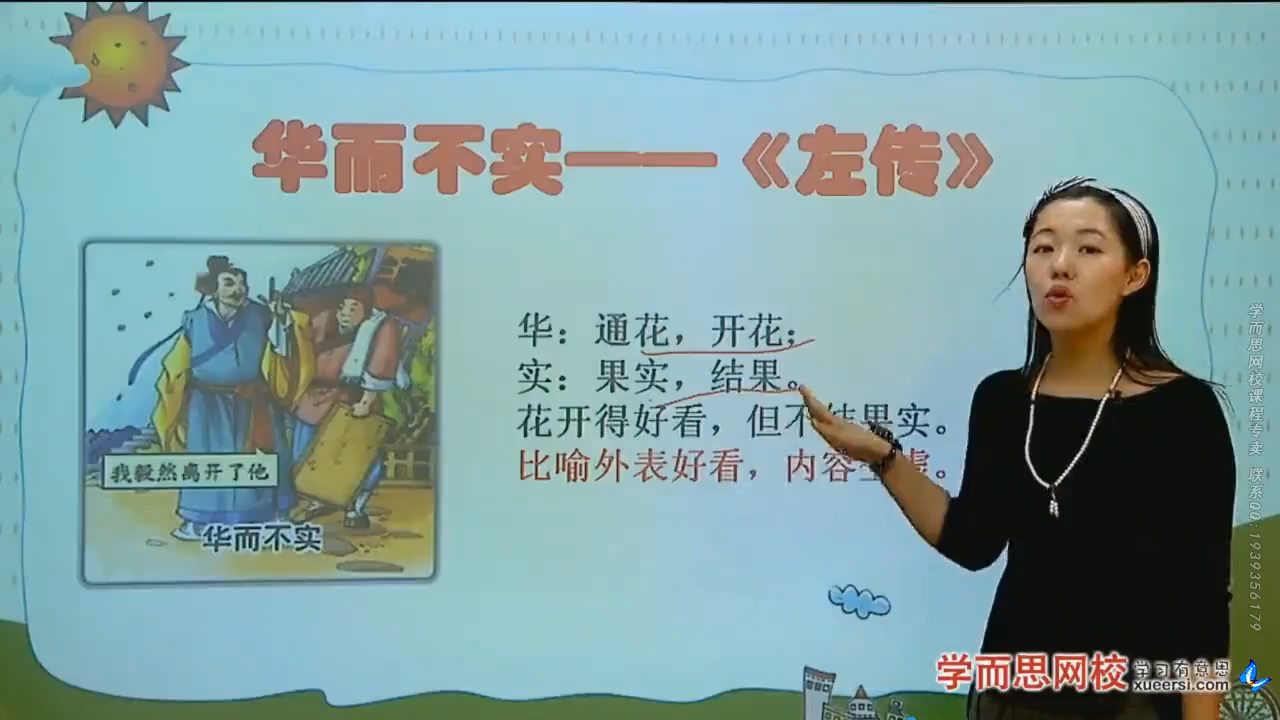 华而不实——《左传》
华：通花，开花；
实：果实，结果。
花开得好看，但不结果实。
比喻外表好看，内容空虚。
我毅然离开了他
华而不实
学而思网校课程专卖 联系QQ:1939356179
学而思网校
学习有意思
xueersi.com